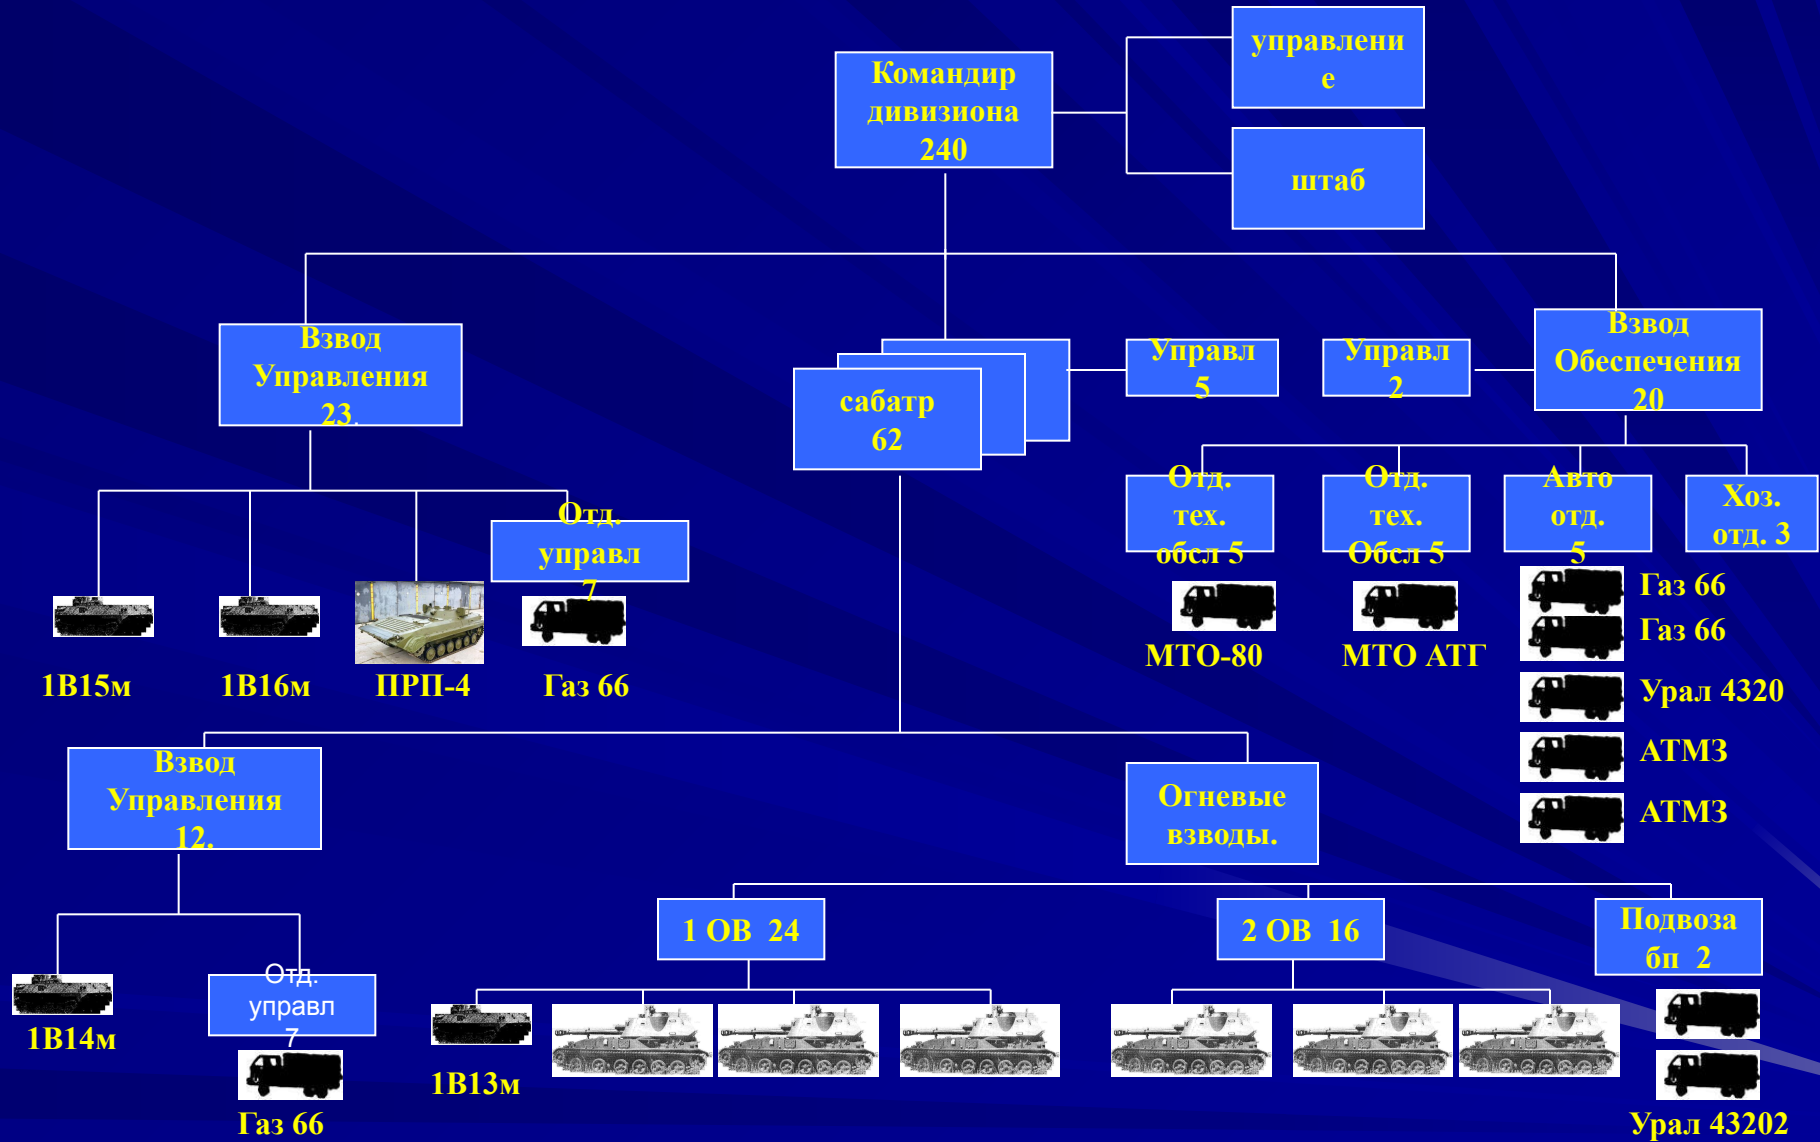 управлени
е
Командир
дивизиона
240
штаб
Взвод
Управления
23.
сабатр
62
Управл
5
Управл
2
Взвод
Обеспечения
20
Отд.
управл
7
Отд.
тех.
обсл 5
Отд.
тех.
Обсл 5
Авто
отд.
5
Хоз.
отд. 3
1В15м
1В16м
ПРП-4
Газ 66
МТО-80
МТО АТГ
Газ 66
Газ 66
Урал 4320
АТМЗ
АТМЗ
Взвод
Управления
12.
Огневые
взводы.
1 ОВ 24
2 ОВ 16
Подвоза
бп 2
1В14м
Отд.
управл
7
Газ 66
1В13м
Урал 43202